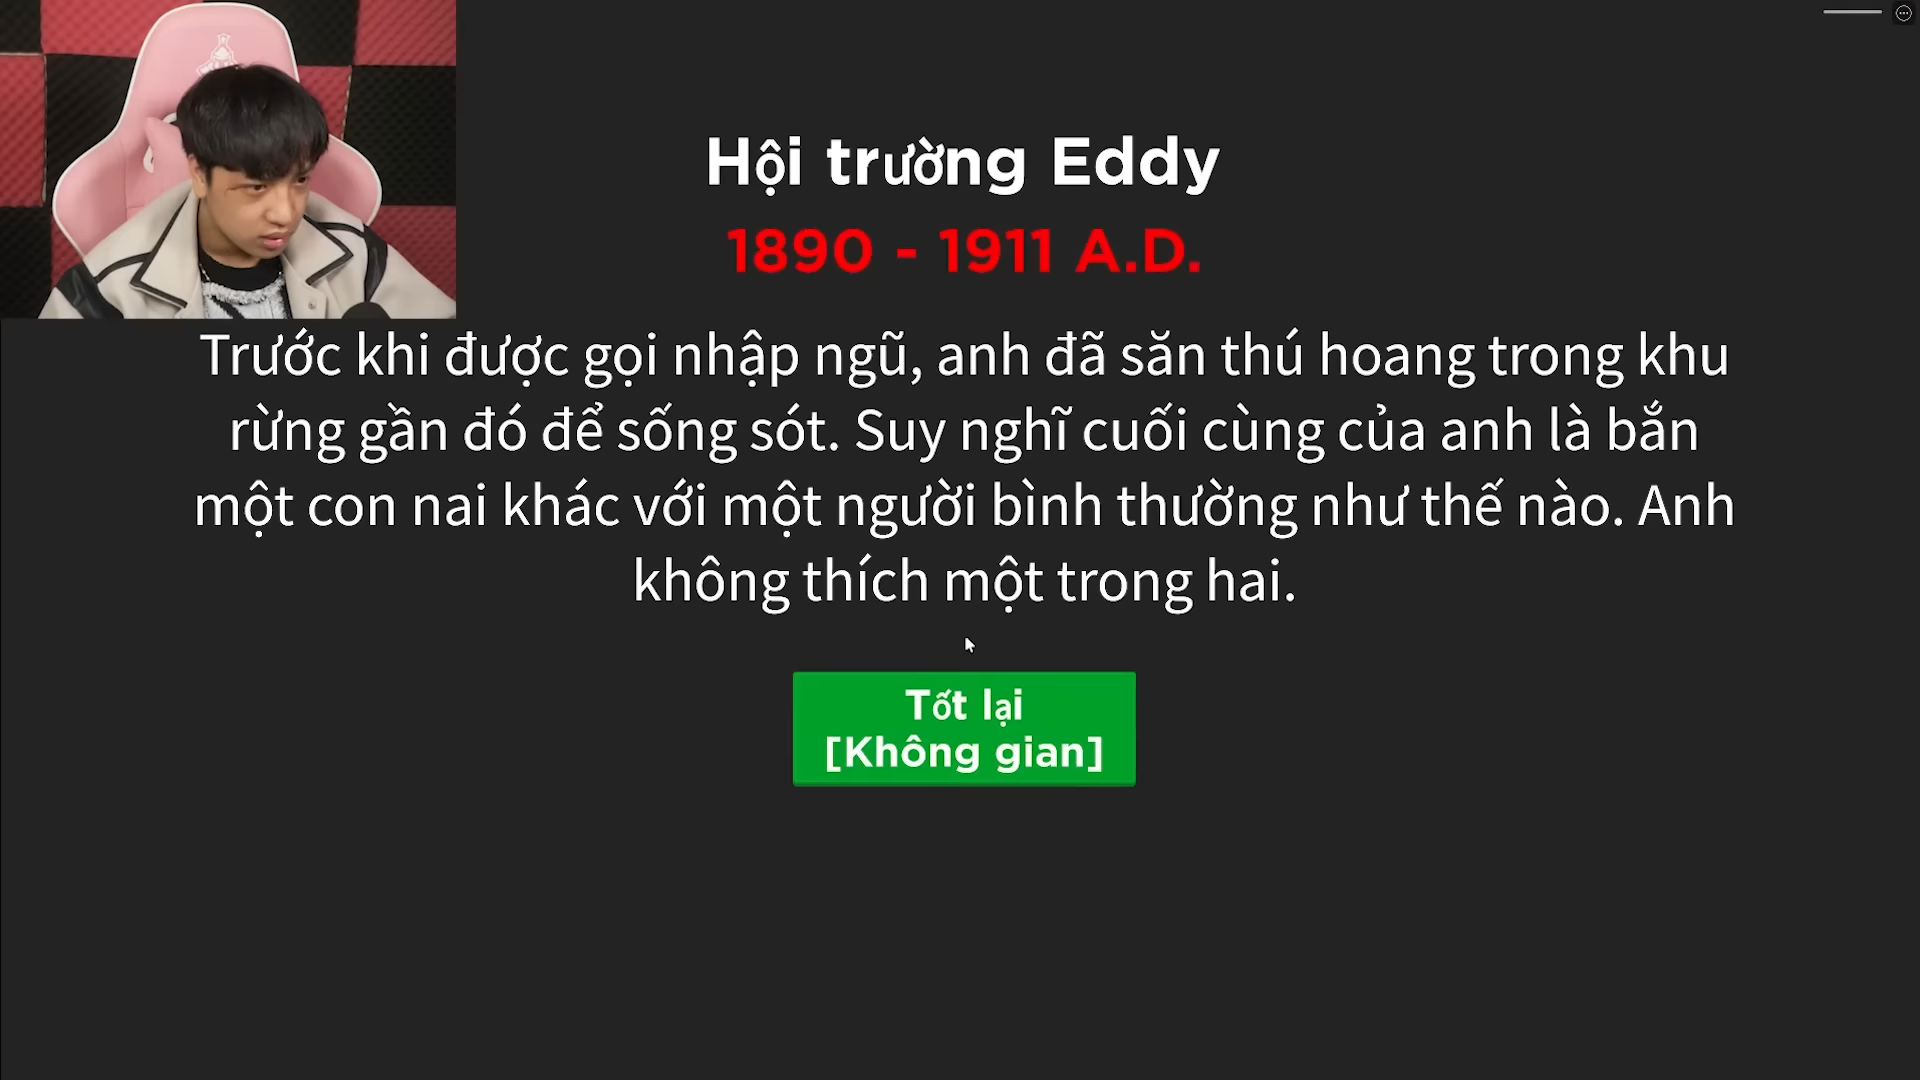 Hội trường Eddy
1890 - 1911 A.D.
Trước khi được gọi nhập ngũ, anh đã săn thú hoang trong khu
rừng gần đó để sống sót. Suy nghĩ cuối cùng của anh là bắn
một con nai khác với một người bình thường như thế nào. Anh
không thích một trong hai.
Tốt lại
[Không gian]